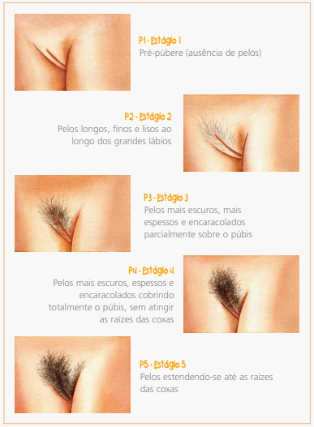 P1 - Estágio 1
Pré-púbere (ausência de pelos)
P2 - Estágio 2
Pelos longos, finos e lisos ao
longo dos grandes lábios
P3 - Estágio 3
Pelos mais escuros, mais
espessos e encaracolados
parcialmente sobre o púbis
P4 - Estágio 4
Pelos mais escuros, espessos e
encaracolados cobrindo
totalmente o púbis, sem atingir
as raízes das coxas
P5 - Estágio 5
Pelos estendendo-se até as raízes
das coxas